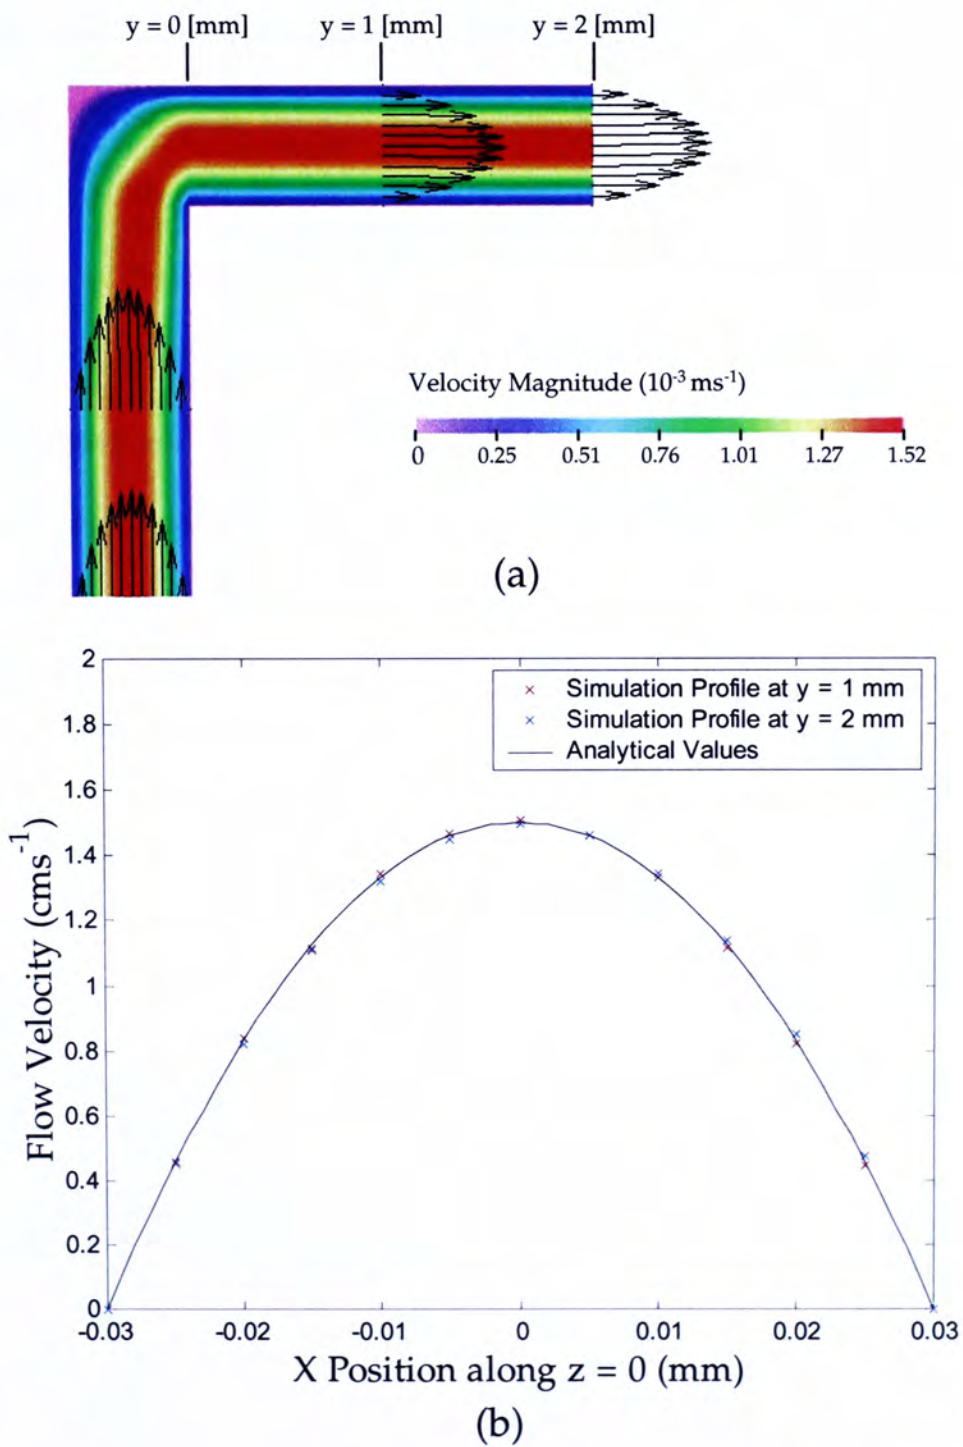 y = 0 [mm] y = 1 [mm] y = 2 [mm]
Velocity Magnitude (10⁻³ ms⁻¹)
0 0.25 0.51 0.76 1.01 1.27 1.52
(a)
2
1.8
1.6
1.4
1.2
1
0.8
0.6
0.4
0.2
0
Flow Velocity (cms⁻¹)
Simulation Profile at y = 1 mm
Simulation Profile at y = 2 mm
Analytical Values
-0.03 -0.02 -0.01 0 0.01 0.02 0.03
X Position along z = 0 (mm)
(b)